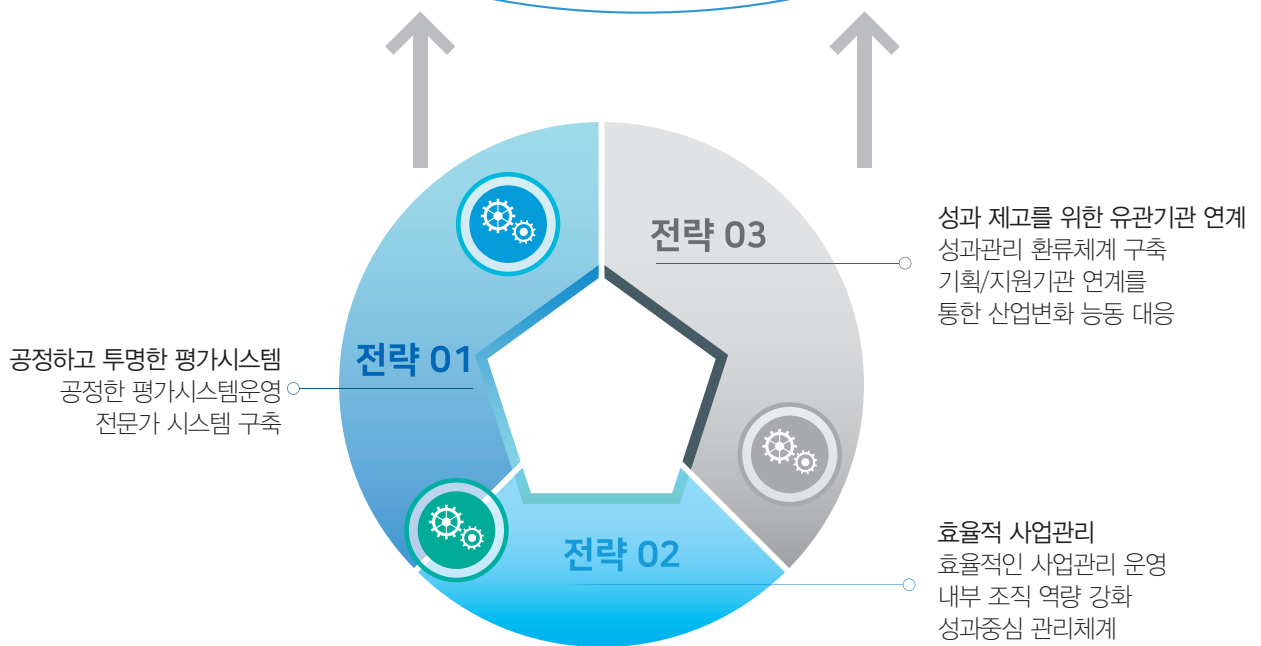 전략 01
공정하고 투명한 평가시스템
공정한 평가시스템운영
전문가 시스템 구축
전략 02
효율적 사업관리
효율적인 사업관리 운영
내부 조직 역량 강화
성과중심 관리체계
전략 03
성과 제고를 위한 유관기관 연계
성과관리 환류체계 구축
기획/지원기관 연계를
통한 산업변화 능동 대응